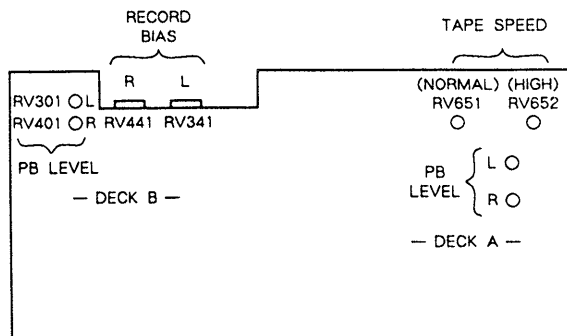 RECORD
BIAS
TAPE SPEED
R L
(NORMAL) (HIGH)
RV301 L
RV651 RV652
RV401 R RV441 RV341
PB LEVEL
L
PB
LEVEL
R
— DECK B —
— DECK A —